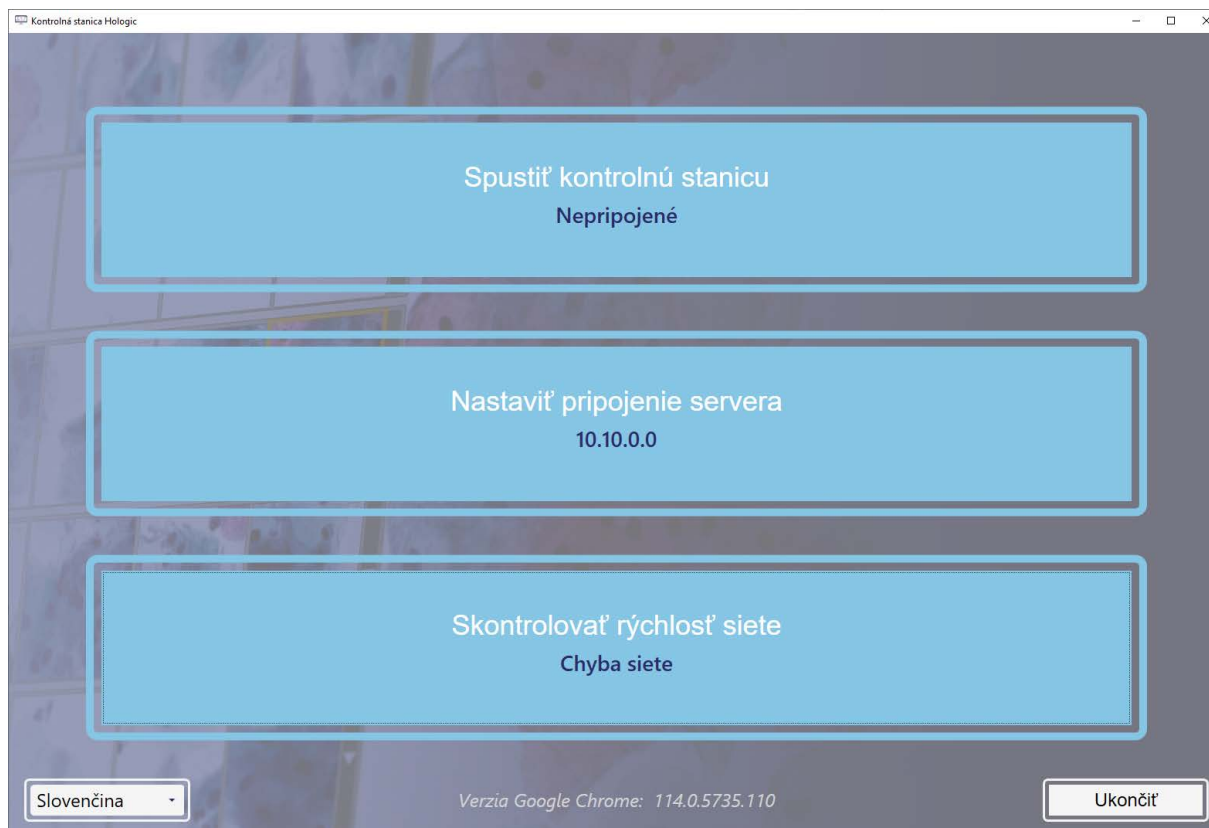 Kontrolná stanica Hologic
Spustiť kontrolnú stanicu
Nepripojené
Nastaviť pripojenie servera
10.10.0.0
Skontrolovať rýchlosť siete
Chyba siete
Slovenčina
Verzia Google Chrome: 114.0.5735.110
Ukončiť